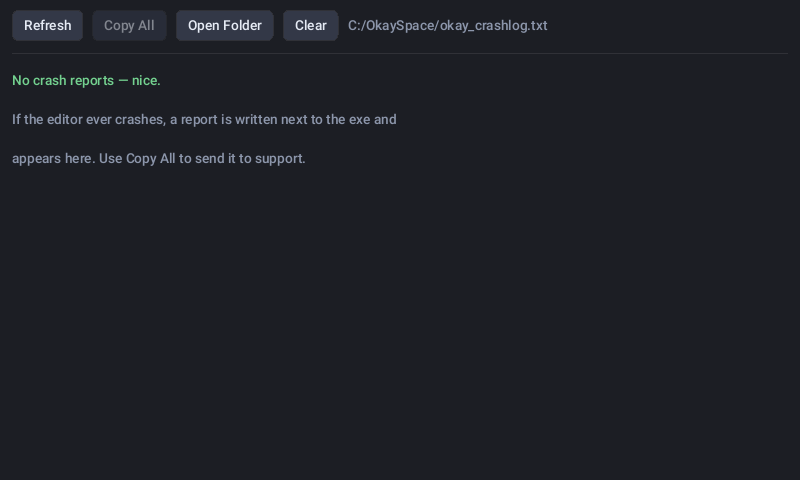 Refresh Copy All Open Folder Clear C:/OkaySpace/okay_crashlog.txt
No crash reports — nice.
If the editor ever crashes, a report is written next to the exe and
appears here. Use Copy All to send it to support.